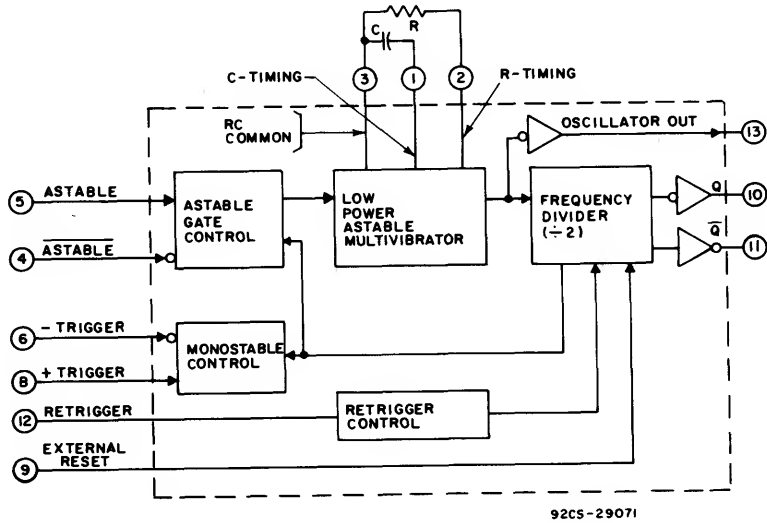 R
C
3
1
2
C-TIMING
R-TIMING
RC
COMMON
OSCILLATOR OUT
13
5
ASTABLE
ASTABLE
GATE
CONTROL
LOW
POWER
ASTABLE
MULTIVIBRATOR
FREQUENCY
DIVIDER
(÷2)
Q
10
4
ASTABLE
Q
11
6
- TRIGGER
MONOSTABLE
CONTROL
8
+ TRIGGER
12
RETRIGGER
RETRIGGER
CONTROL
9
EXTERNAL
RESET
92CS-29071